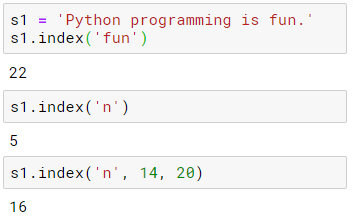 s1 = 'Python programming is fun.'
s1.index('fun')
22
s1.index('n')
5
s1.index('n', 14, 20)
16